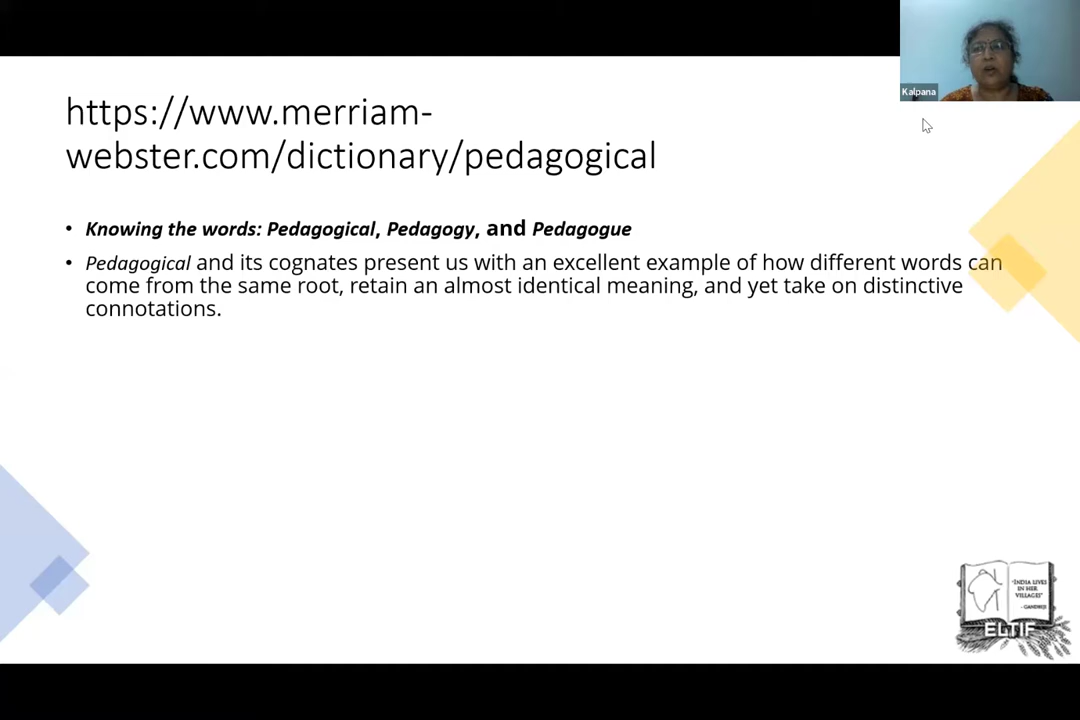 Kalpana
https://www.merriam-
webster.com/dictionary/pedagogical
• Knowing the words: Pedagogical, Pedagogy, and Pedagogue
• Pedagogical and its cognates present us with an excellent example of how different words can
come from the same root, retain an almost identical meaning, and yet take on distinctive
connotations.
"INDIA LIVES
IN HER
VILLAGES"
- GANDHIJI
ELTIF